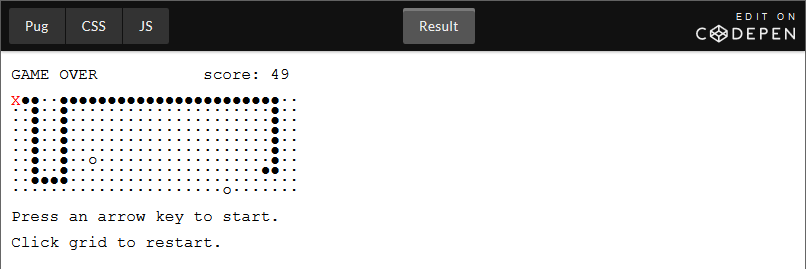 Pug CSS JS Result EDIT ON
CODEPEN
GAME OVER score: 49
X
Press an arrow key to start.
Click grid to restart.